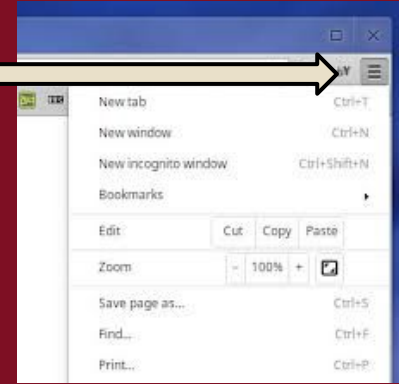 New tab Ctrl+T
New window Ctrl+N
New incognito window Ctrl+Shift+N
Bookmarks
Edit Cut Copy Paste
Zoom - 100% +
Save page as... Ctrl+S
Find... Ctrl+F
Print... Ctrl+P